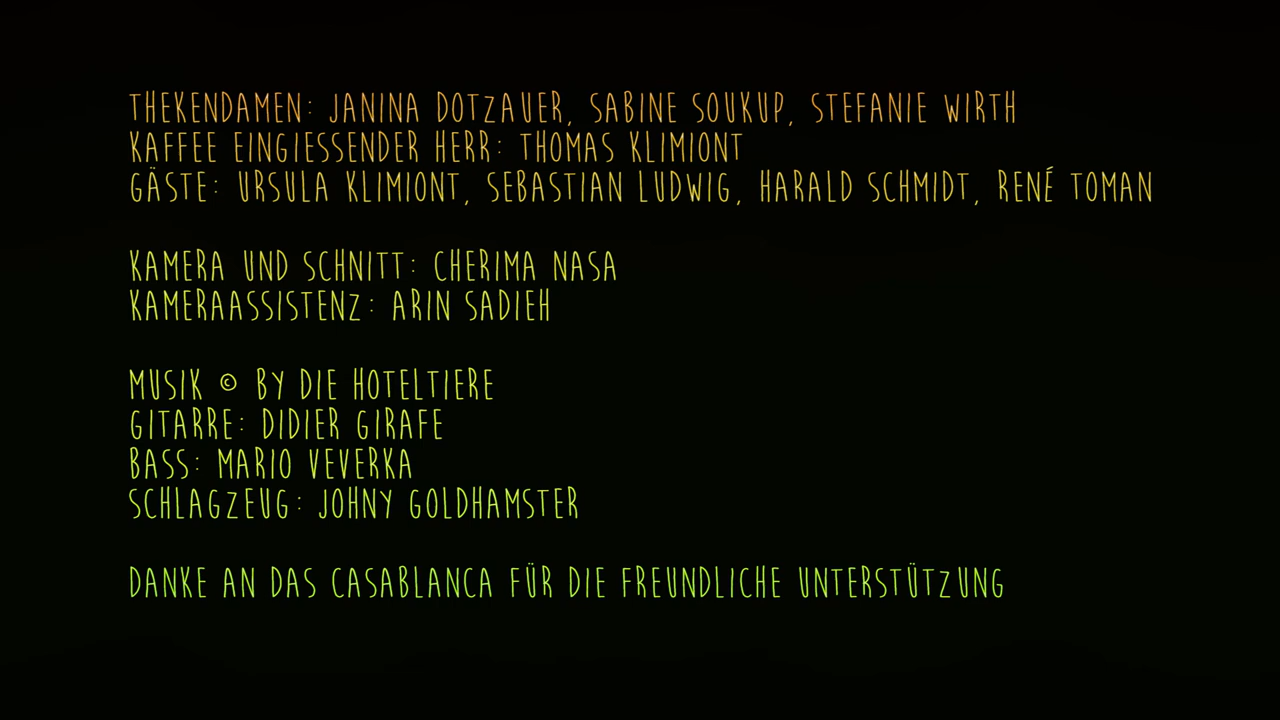 THEKENDAMEN: JANINA DOTZAUER, SABINE SOUKUP, STEFANIE WIRTH
KAFFEE EINGIESSENDER HERR: THOMAS KLIMIONT
GÄSTE: URSULA KLIMIONT, SEBASTIAN LUDWIG, HARALD SCHMIDT, RENÉ TOMAN
KAMERA UND SCHNITT: CHERIMA NASA
KAMERAASSISTENZ: ARIN SADIEH
MUSIK © BY DIE HOTELTIERE
GITARRE: DIDIER GIRAFE
BASS: MARIO VEVERKA
SCHLAGZEUG: JOHNY GOLDHAMSTER
DANKE AN DAS CASABLANCA FÜR DIE FREUNDLICHE UNTERSTÜTZUNG